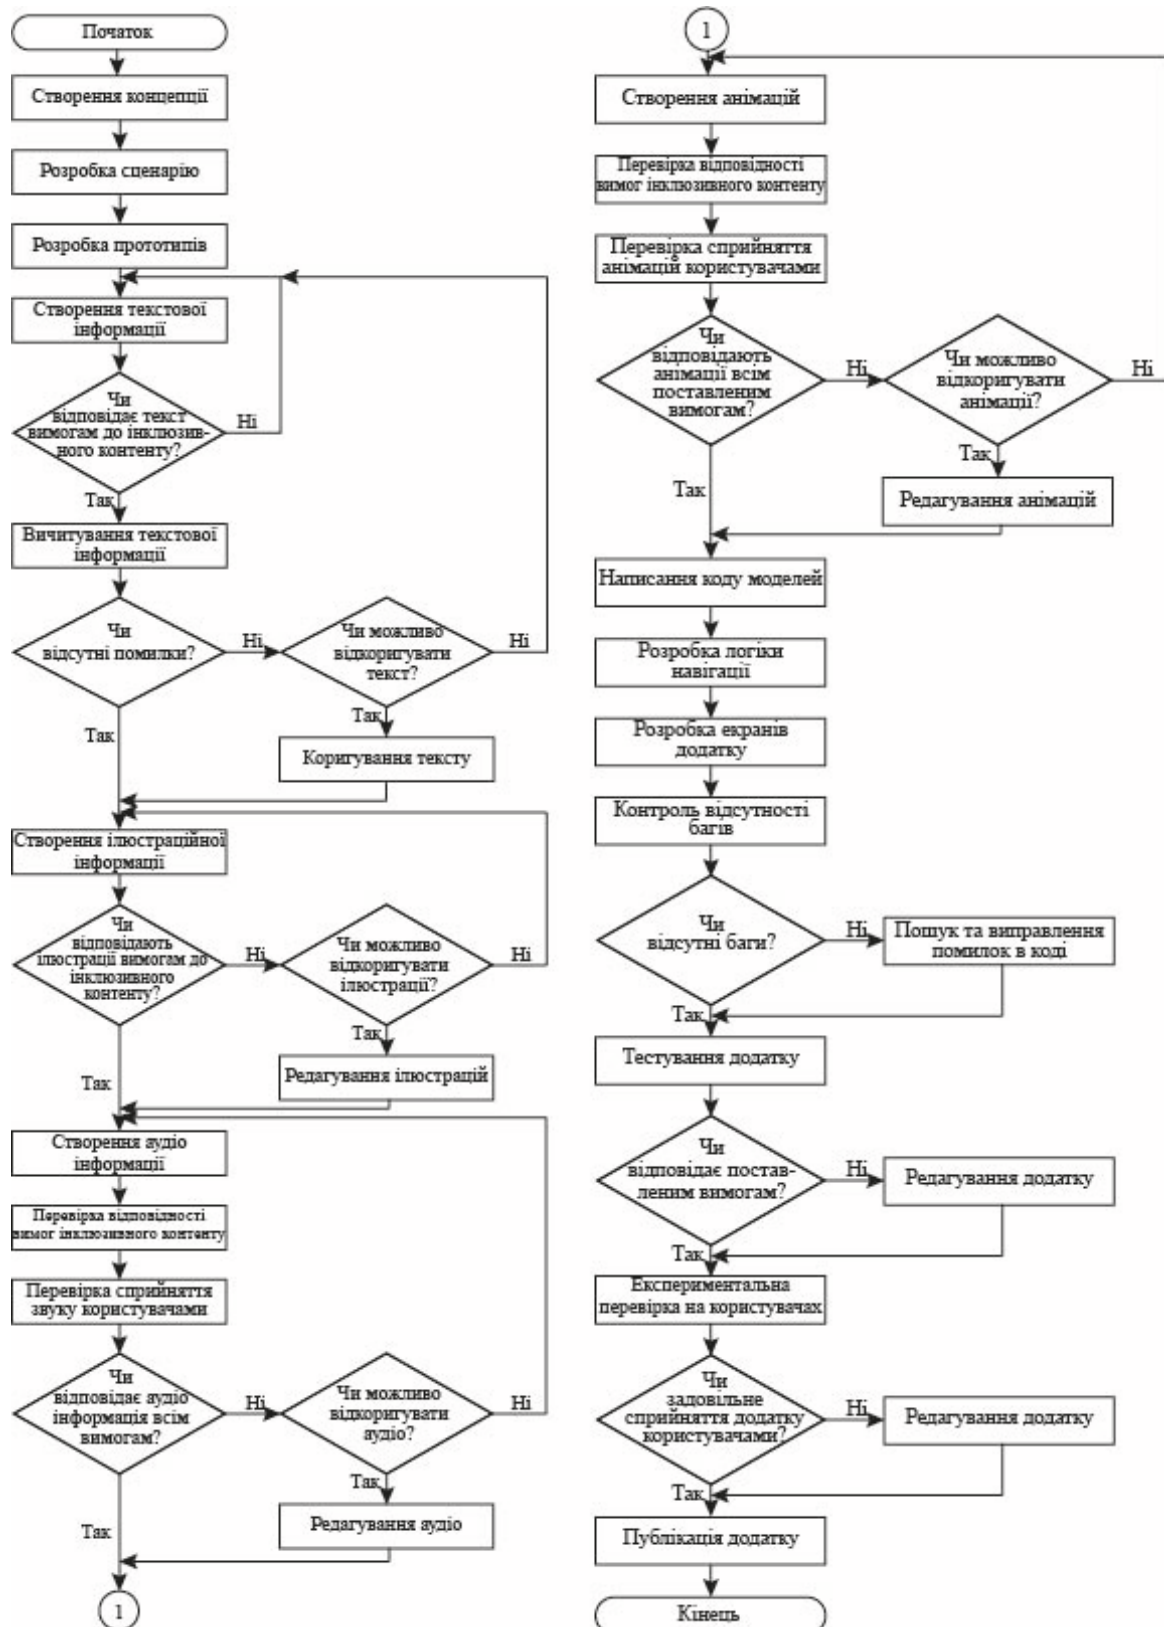 Початок
Створення концепції
Розробка сценарію
Розробка прототипів
Створення текстової
інформації
Чи
відповідає текст
вимогам до інклюзив-
ного контенту?
Ні
Так
Вичитування текстової
інформації
Чи
відсутні помилки?
Ні
Чи можливо
відкоригувати
текст?
Ні
Так
Так
Коригування тексту
Створення ілюстраційної
інформації
Чи
відповідають
ілюстрації вимогам до
інклюзивного
контенту?
Ні
Чи можливо
відкоригувати
ілюстрації?
Ні
Так
Так
Редагування ілюстрацій
Створення аудіо
інформації
Перевірка відповідності
вимог інклюзивного контенту
Перевірка сприйняття
звуку користувачами
Чи
відповідає аудіо
інформація всім
вимогам?
Ні
Чи можливо
відкоригувати
аудіо?
Ні
Так
Так
Редагування аудіо
1
1
Створення анімацій
Перевірка відповідності
вимог інклюзивного контенту
Перевірка сприйняття
анімацій користувачами
Чи
відповідають
анімації всім
поставленим
вимогам?
Ні
Чи можливо
відкоригувати
анімації?
Ні
Так
Так
Редагування анімацій
Написання коду моделей
Розробка логіки
навігації
Розробка екранів
додатку
Контроль відсутності
багів
Чи
відсутні баги?
Ні
Пошук та виправлення
помилок в коді
Так
Тестування додатку
Чи
відповідає постав-
леним вимогам?
Ні
Редагування додатку
Так
Експериментальна
перевірка на користувачах
Чи
задовільне
сприйняття додатку
користувачами?
Ні
Редагування додатку
Так
Публікація додатку
Кінець